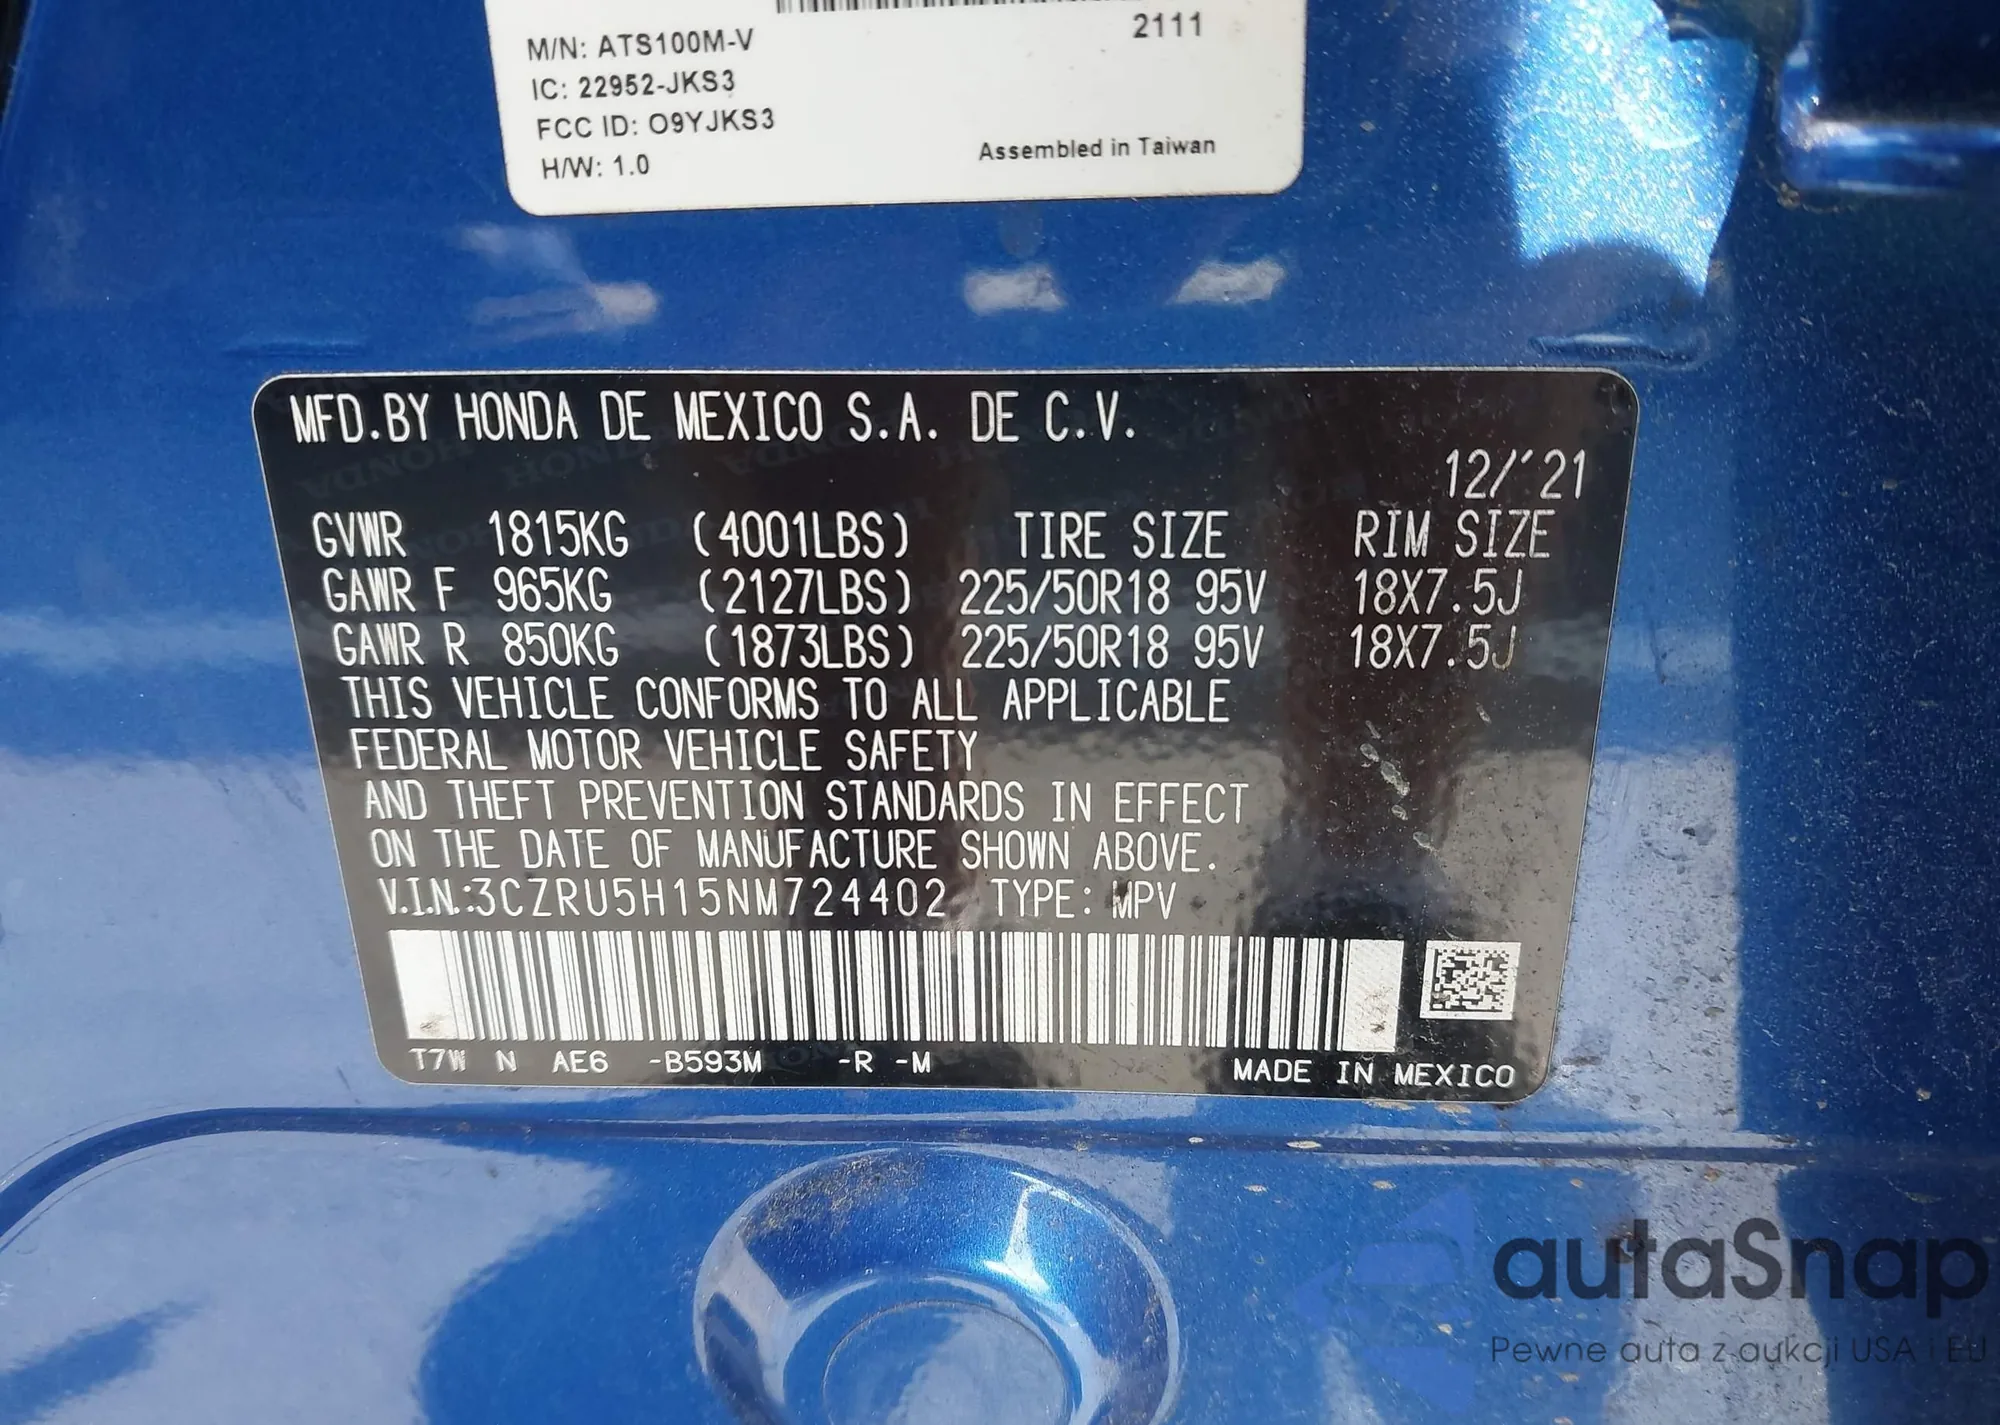 2111
M/N: ATS100M-V
IC: 22952-JKS3
FCC ID: O9YJKS3
H/W: 1.0
Assembled in Taiwan
MFD.BY HONDA DE MEXICO S.A. DE C.V.
12/'21
GVWR 1815KG (4001LBS) TIRE SIZE RIM SIZE
GAWR F 965KG (2127LBS) 225/50R18 95V 18X7.5J
GAWR R 850KG (1873LBS) 225/50R18 95V 18X7.5J
THIS VEHICLE CONFORMS TO ALL APPLICABLE
FEDERAL MOTOR VEHICLE SAFETY
AND THEFT PREVENTION STANDARDS IN EFFECT
ON THE DATE OF MANUFACTURE SHOWN ABOVE.
V.I.N.:3CZRU5H15NM724402 TYPE: MPV
T7W N AE6 -B593M -R -M MADE IN MEXICO
autaSnap
Pewne auta z aukcji USA i EU